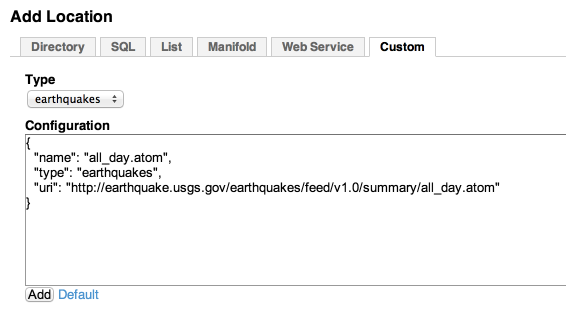 Add Location
Directory SQL List Manifold Web Service Custom
Type
earthquakes
Configuration
{
"name": "all_day.atom",
"type": "earthquakes",
"uri": "http://earthquake.usgs.gov/earthquakes/feed/v1.0/summary/all_day.atom"
}
Add Default